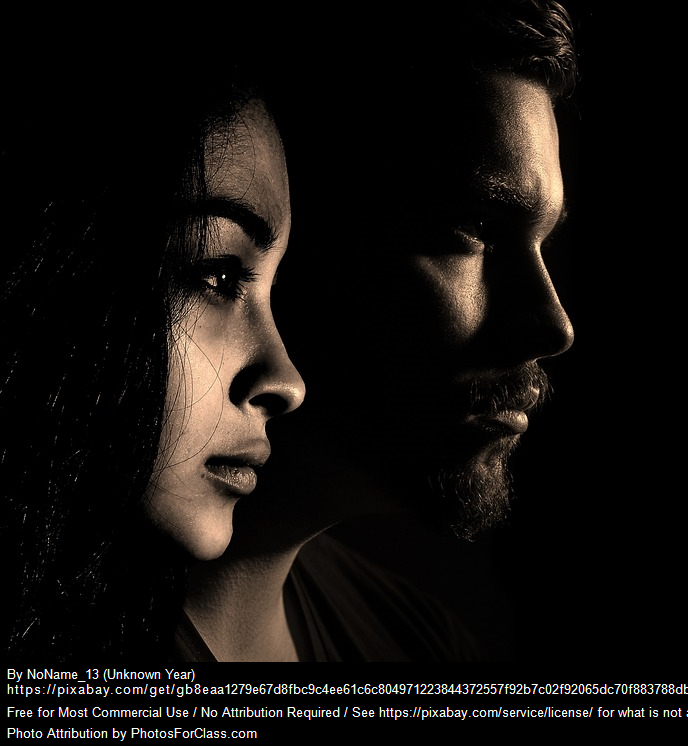 By NoName_13 (Unknown Year)
https://pixabay.com/get/gb8eaa1279e67d8fbc9c4ee61c6c804971223844372557f92b7c02f92065dc70f883788db
Free for Most Commercial Use / No Attribution Required / See https://pixabay.com/service/license/ for what is not a
Photo Attribution by PhotosForClass.com